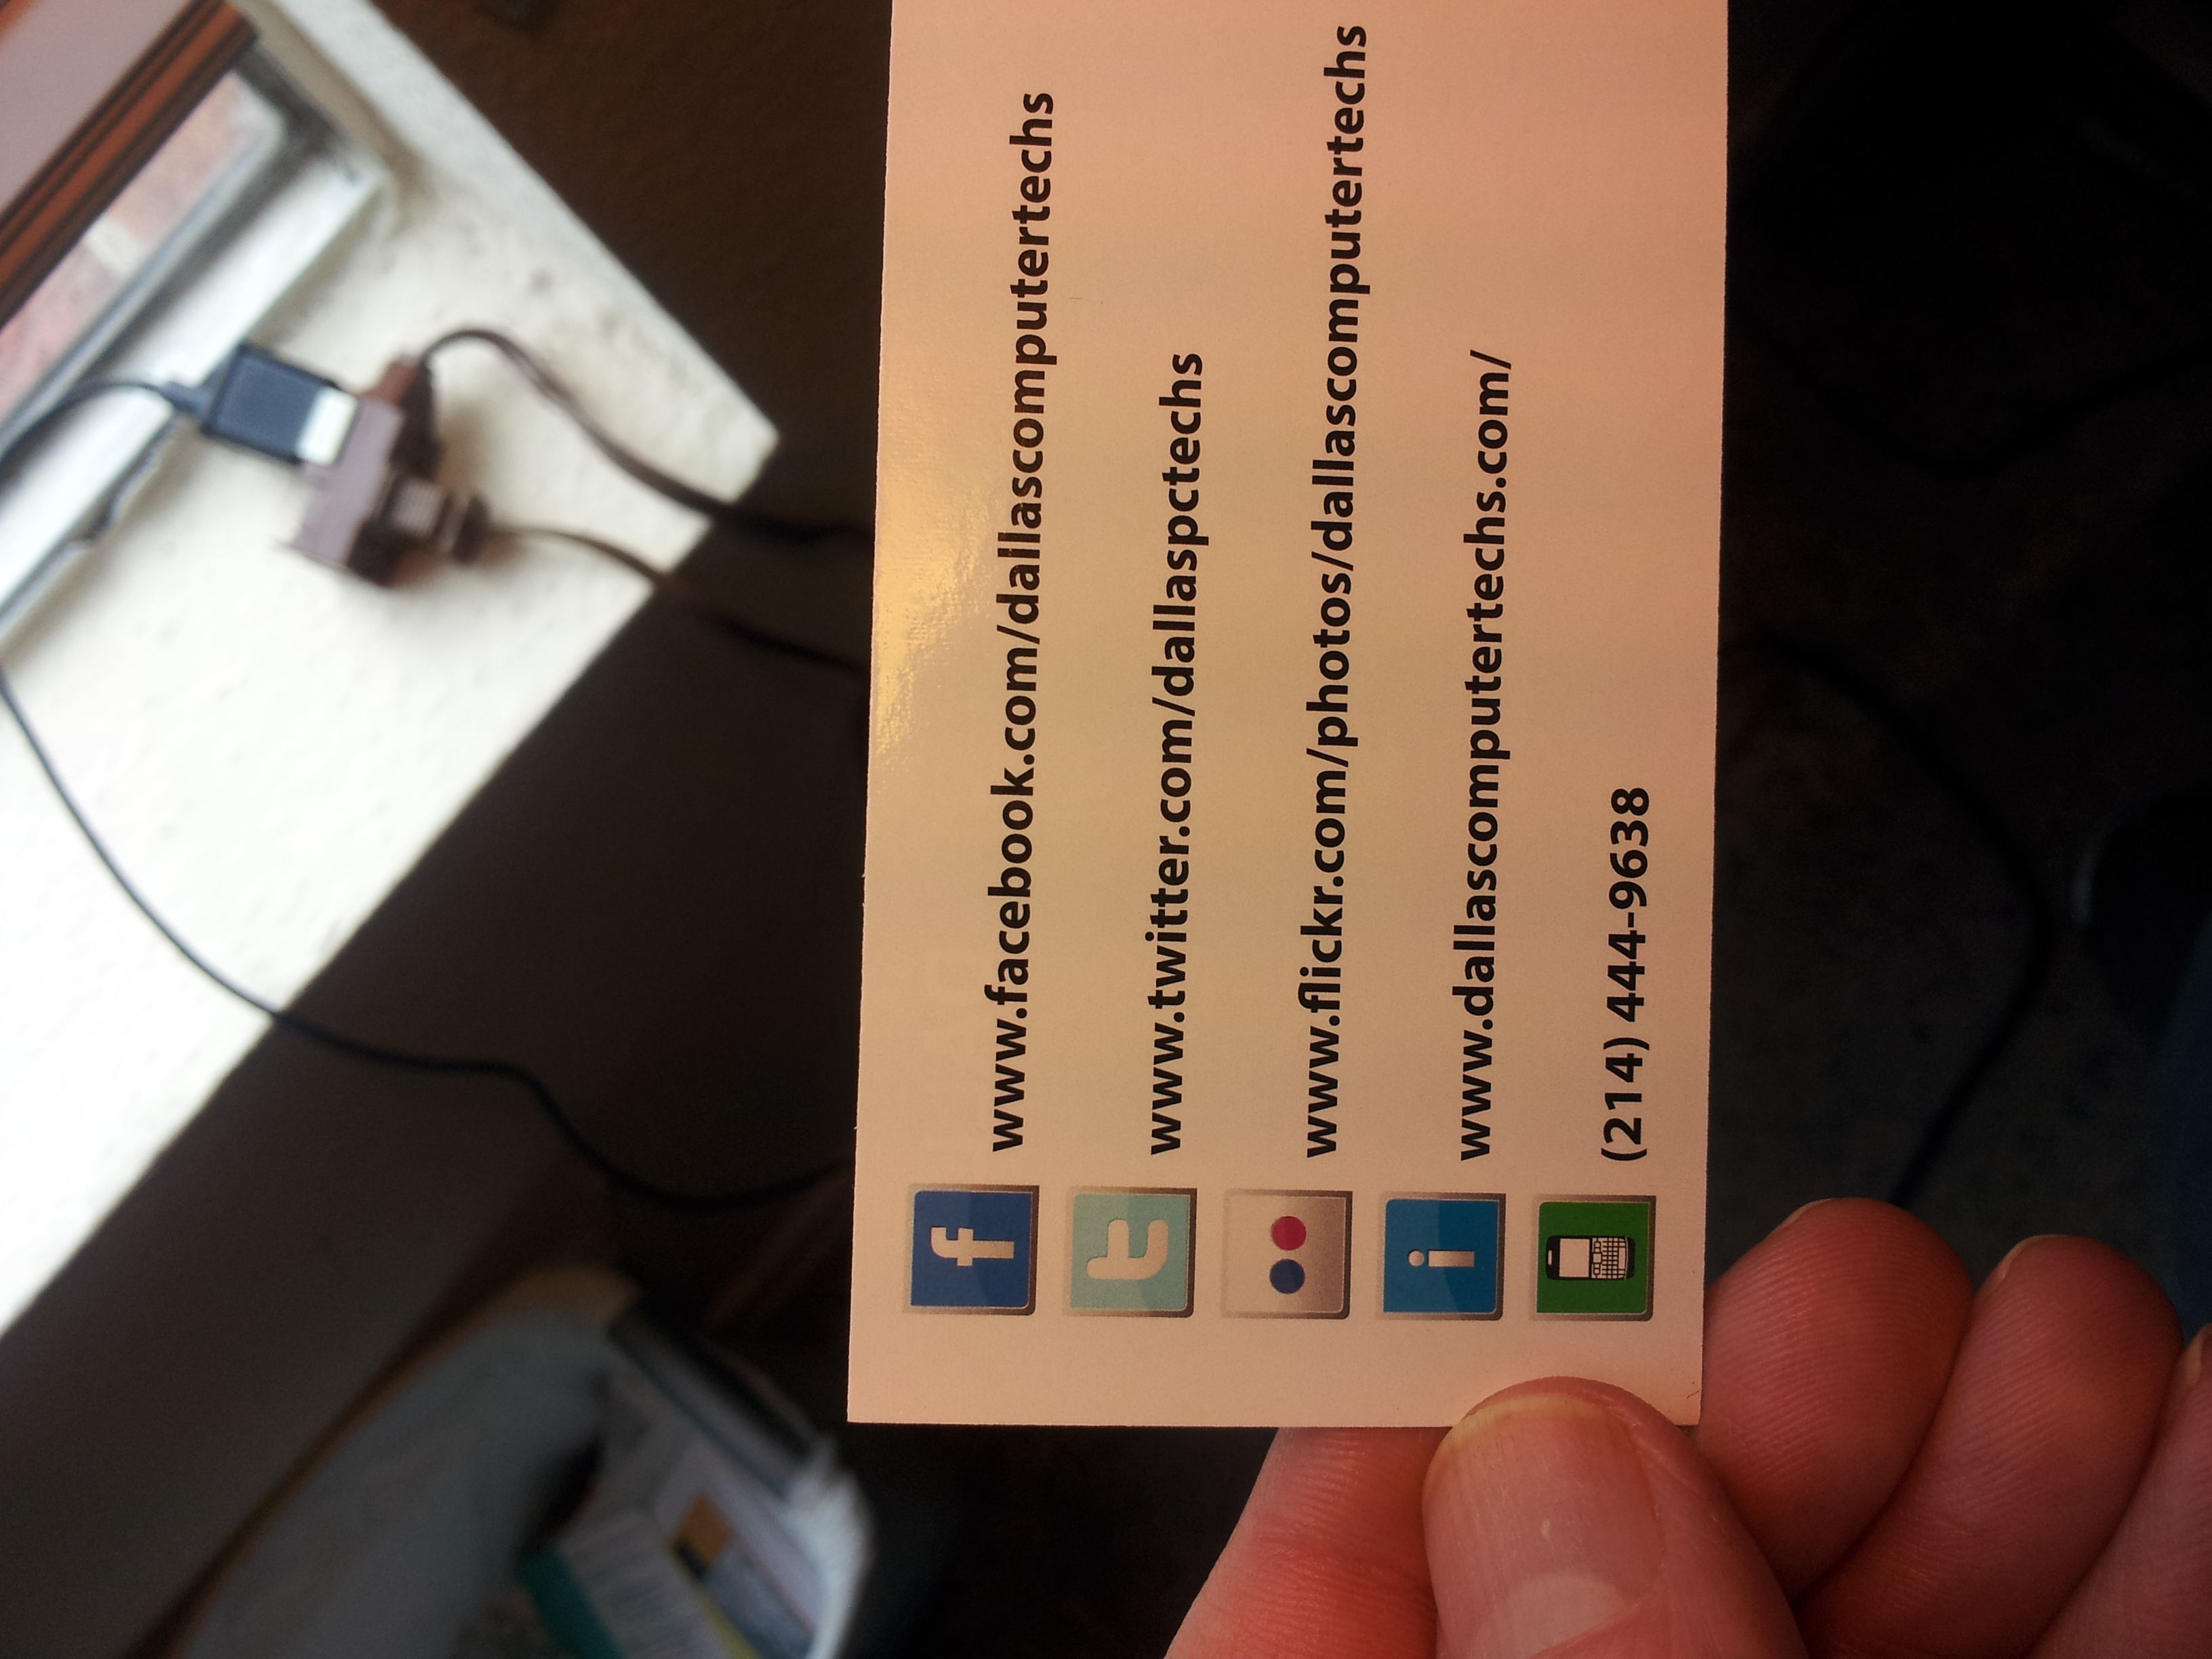 www.facebook.com/dallascomputertechs
www.twitter.com/dallaspctechs
www.flickr.com/photos/dallascomputertechs
www.dallascomputertechs.com/
(214) 444-9638